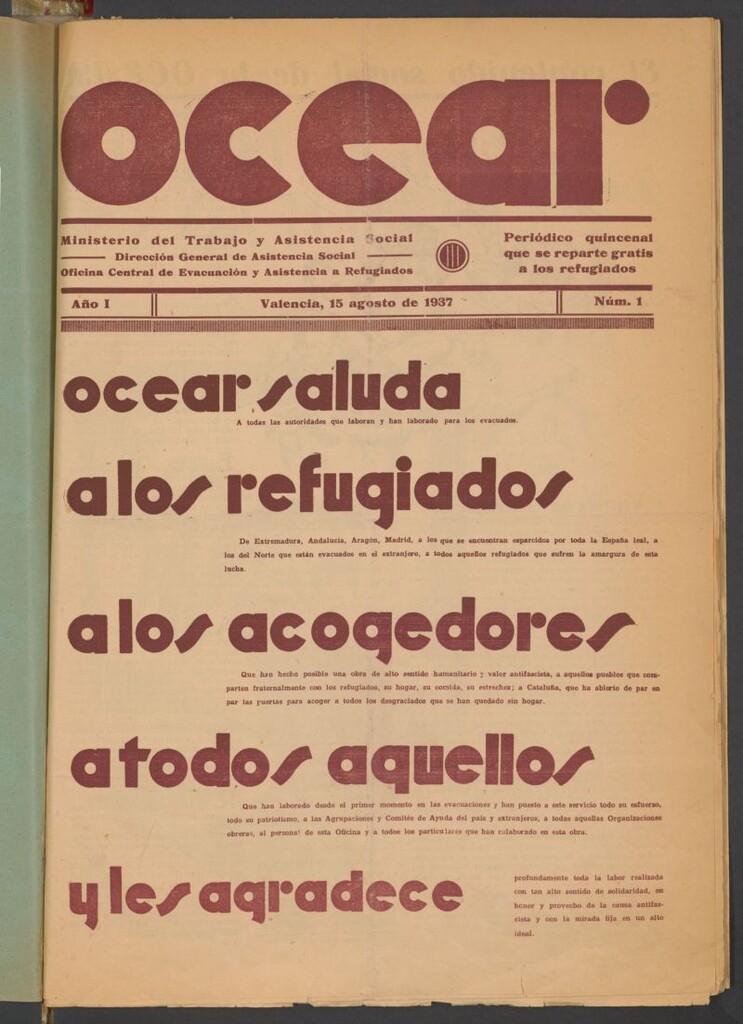 ocear
Ministerio del Trabajo y Asistencia Social
Dirección General de Asistencia Social
Oficina Central de Evacuación y Asistencia a Refugiados
Periódico quincenal
que se reparte gratis
a los refugiados
Año I
Valencia, 15 agosto de 1937
Núm. 1
ocear saluda
A todas las autoridades que laboran y han laborado para los evacuados.
a los refugiados
De Extremadura, Andalucía, Aragón, Madrid, a los que se encuentran esparcidos por toda la España leal, a
los del Norte que están evacuados en el extranjero, a todos aquellos refugiados que sufren la amargura de esta
lucha.
a los acogedores
Que han hecho posible una obra de alto sentido humanitario y valor antifascista, a aquellos pueblos que com-
parten fraternalmente con los refugiados, su hogar, su comida, su estrechez; a Cataluña, que ha abierto de par en
par las puertas para acoger a todos los desgraciados que se han quedado sin hogar.
a todos aquellos
Que han laborado desde el primer momento en las evacuaciones y han puesto a este servicio todo su esfuerzo,
todo su patriotismo, a las Agrupaciones y Comités de Ayuda del país y extranjeros, a todas aquellas Organizaciones
obreras, al personal de esta Oficina y a todos los particulares que han colaborado en esta obra.
y les agradece
profundamente toda la labor realizada
con tan alto sentido de solidaridad, en
honor y provecho de la causa antifas-
cista y con la mirada fija en un alto
ideal.